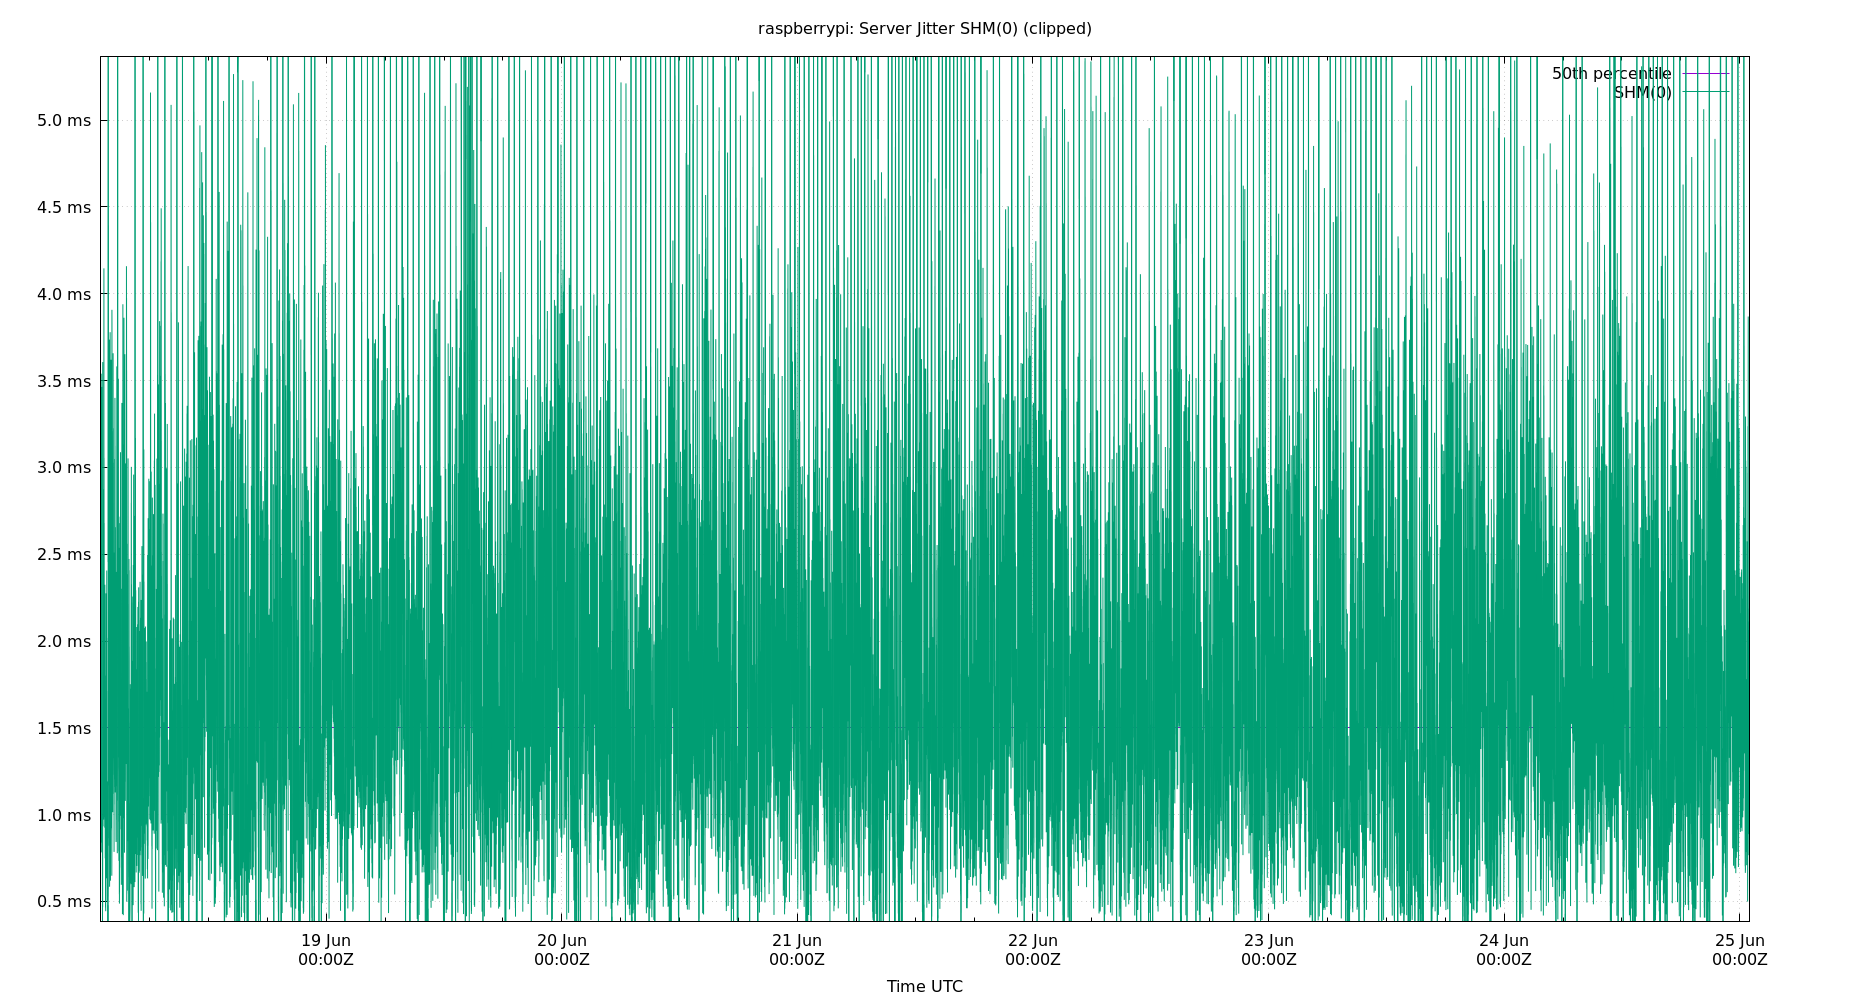 raspberrypi: Server Jitter SHM(0) (clipped)
50th percentile
SHM(0)
5.0 ms
4.5 ms
4.0 ms
3.5 ms
3.0 ms
2.5 ms
2.0 ms
1.5 ms
1.0 ms
0.5 ms
19 Jun 20 Jun 21 Jun 22 Jun 23 Jun 24 Jun 25 Jun
00:00Z 00:00Z 00:00Z 00:00Z 00:00Z 00:00Z 00:00Z
Time UTC